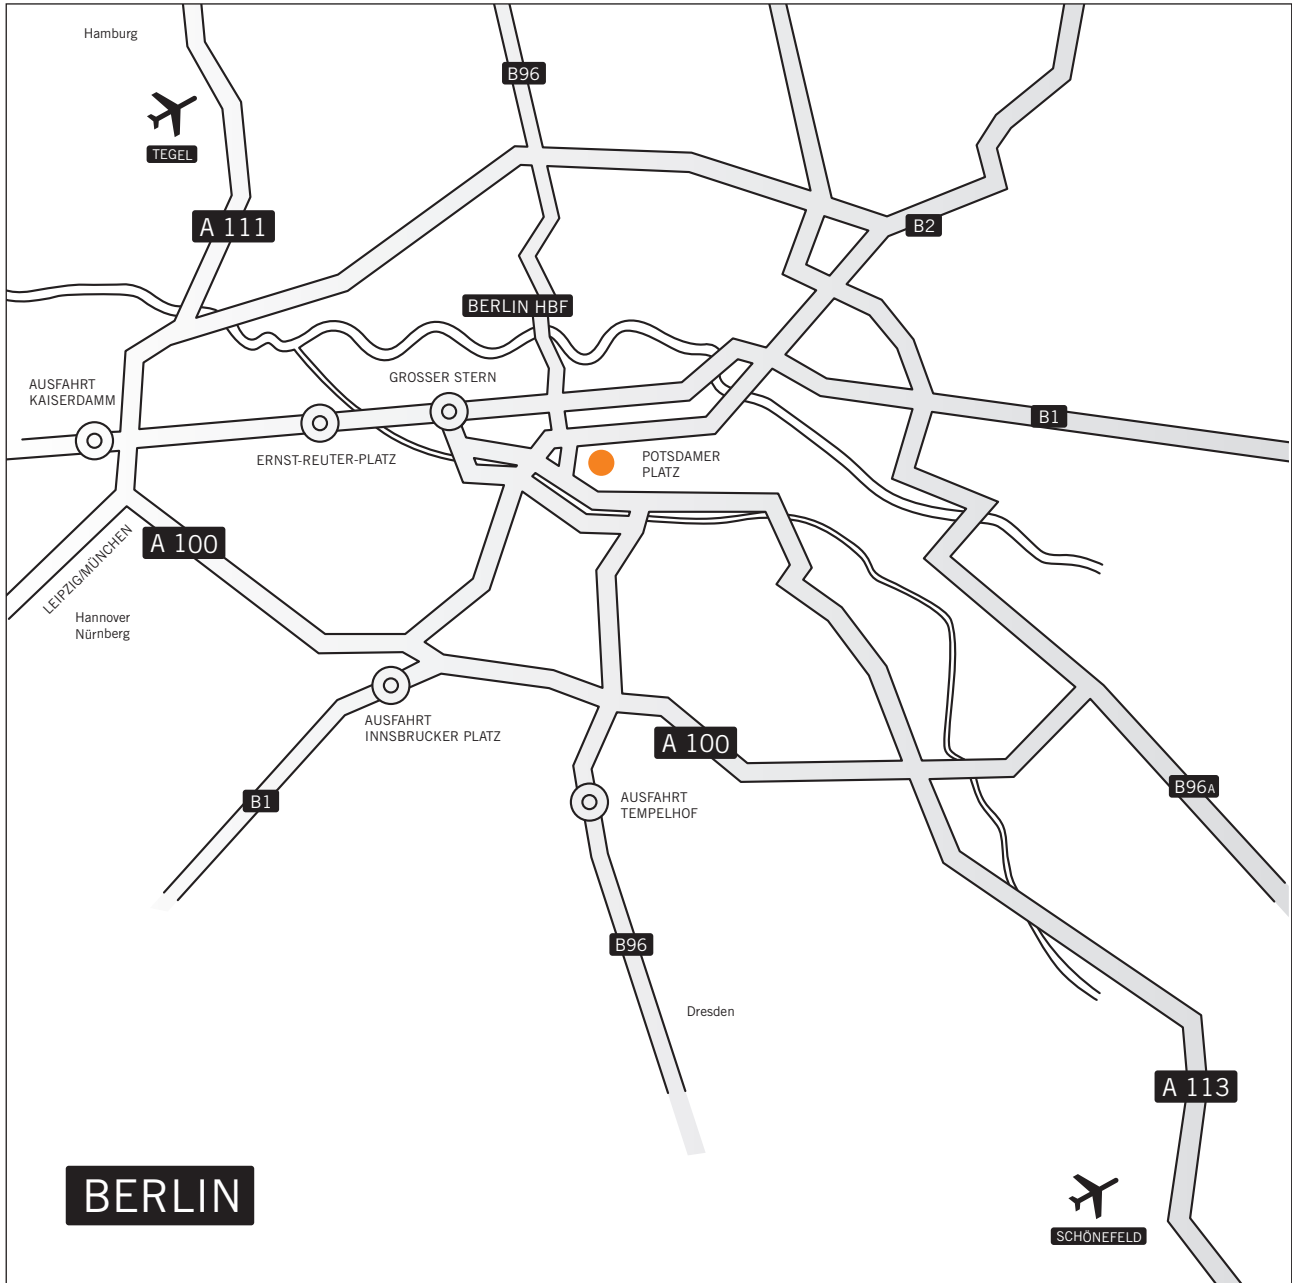 Hamburg
B96
TEGEL
A 111
B2
BERLIN HBF
GROSSER STERN
AUSFAHRT
KAISERDAMM
B1
ERNST-REUTER-PLATZ
POTSDAMER
PLATZ
A 100
LEIPZIG/MÜNCHEN
Hannover
Nürnberg
AUSFAHRT
INNSBRUCKER PLATZ
A 100
B1
AUSFAHRT
TEMPELHOF
B96A
B96
Dresden
A 113
BERLIN
SCHÖNEFELD